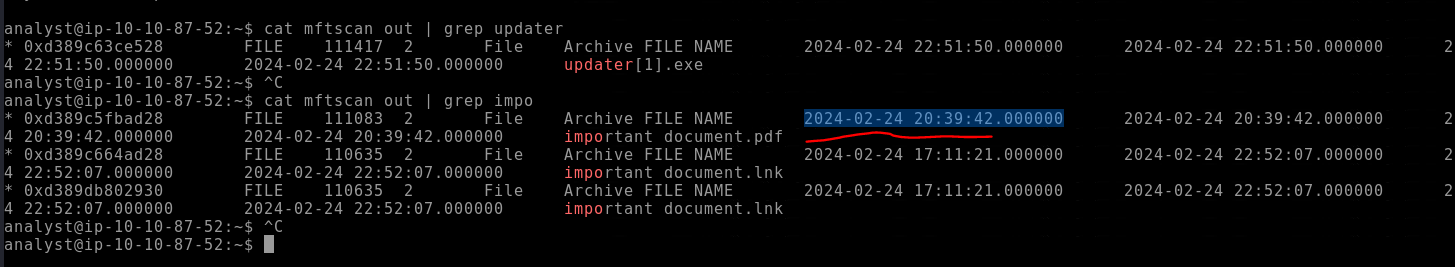 analyst@ip-10-10-87-52:~$ cat mftscan out | grep updater
* 0xd389c63ce528 FILE 111417 2 File Archive FILE NAME 2024-02-24 22:51:50.000000 2024-02-24 22:51:50.000000 2
4 22:51:50.000000 2024-02-24 22:51:50.000000 updater[1].exe
analyst@ip-10-10-87-52:~$ ^C
analyst@ip-10-10-87-52:~$ cat mftscan out | grep impo
* 0xd389c5fbad28 FILE 111083 2 File Archive FILE NAME 2024-02-24 20:39:42.000000 2024-02-24 20:39:42.000000 2
4 20:39:42.000000 2024-02-24 20:39:42.000000 important document.pdf
* 0xd389c664ad28 FILE 110635 2 File Archive FILE NAME 2024-02-24 17:11:21.000000 2024-02-24 22:52:07.000000 2
4 22:52:07.000000 2024-02-24 22:52:07.000000 important document.lnk
* 0xd389db802930 FILE 110635 2 File Archive FILE NAME 2024-02-24 17:11:21.000000 2024-02-24 22:52:07.000000 2
4 22:52:07.000000 2024-02-24 22:52:07.000000 important document.lnk
analyst@ip-10-10-87-52:~$ ^C
analyst@ip-10-10-87-52:~$